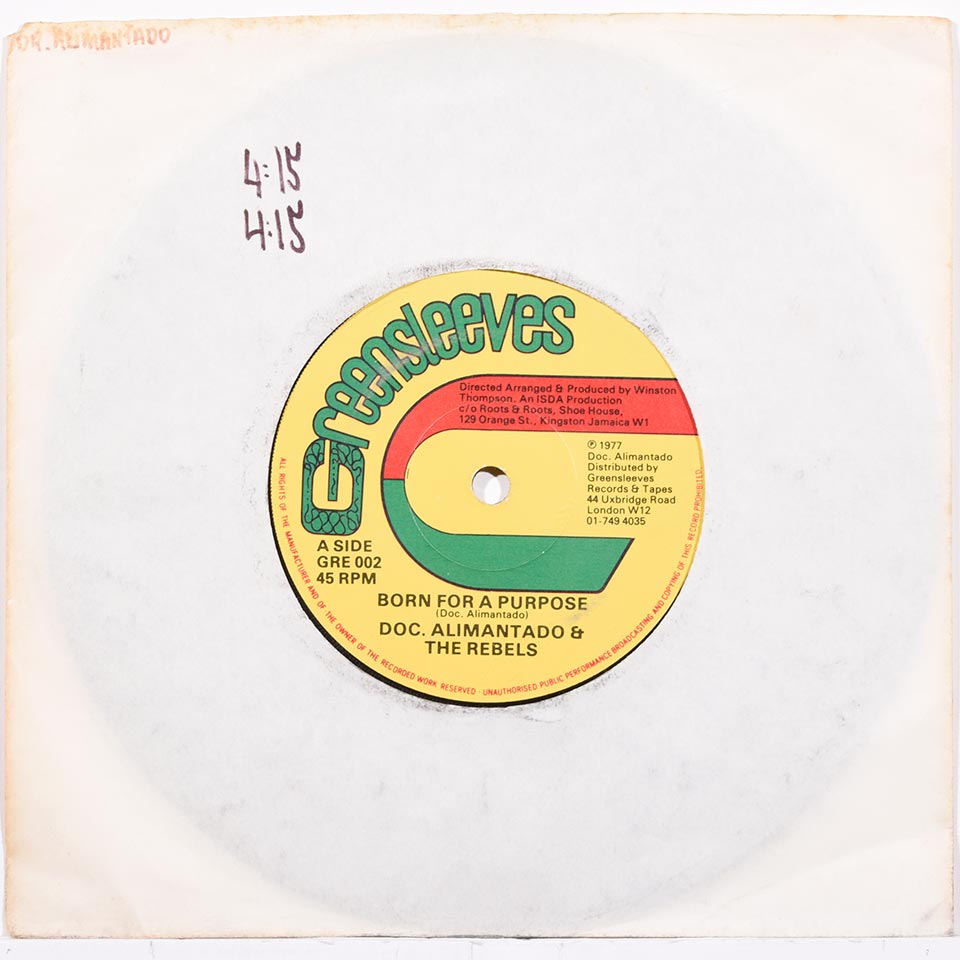 DR. ALIMANTADO
4:15
4:15
Greensleeves
Directed Arranged & Produced by Winston
Thompson. An ISDA Production
c/o Roots & Roots, Shoe House,
129 Orange St., Kingston Jamaica W1
℗ 1977
Doc. Alimantado
Distributed by
Greensleeves
Records & Tapes
44 Uxbridge Road
London W12
01-749 4035
A SIDE
GRE 002
45 RPM
BORN FOR A PURPOSE
(Doc. Alimantado)
DOC. ALIMANTADO &
THE REBELS
ALL RIGHTS OF THE MANUFACTURER AND OF THE OWNER OF THE RECORDED WORK RESERVED · UNAUTHORISED PUBLIC PERFORMANCE BROADCASTING AND COPYING OF THIS RECORD PROHIBITED.